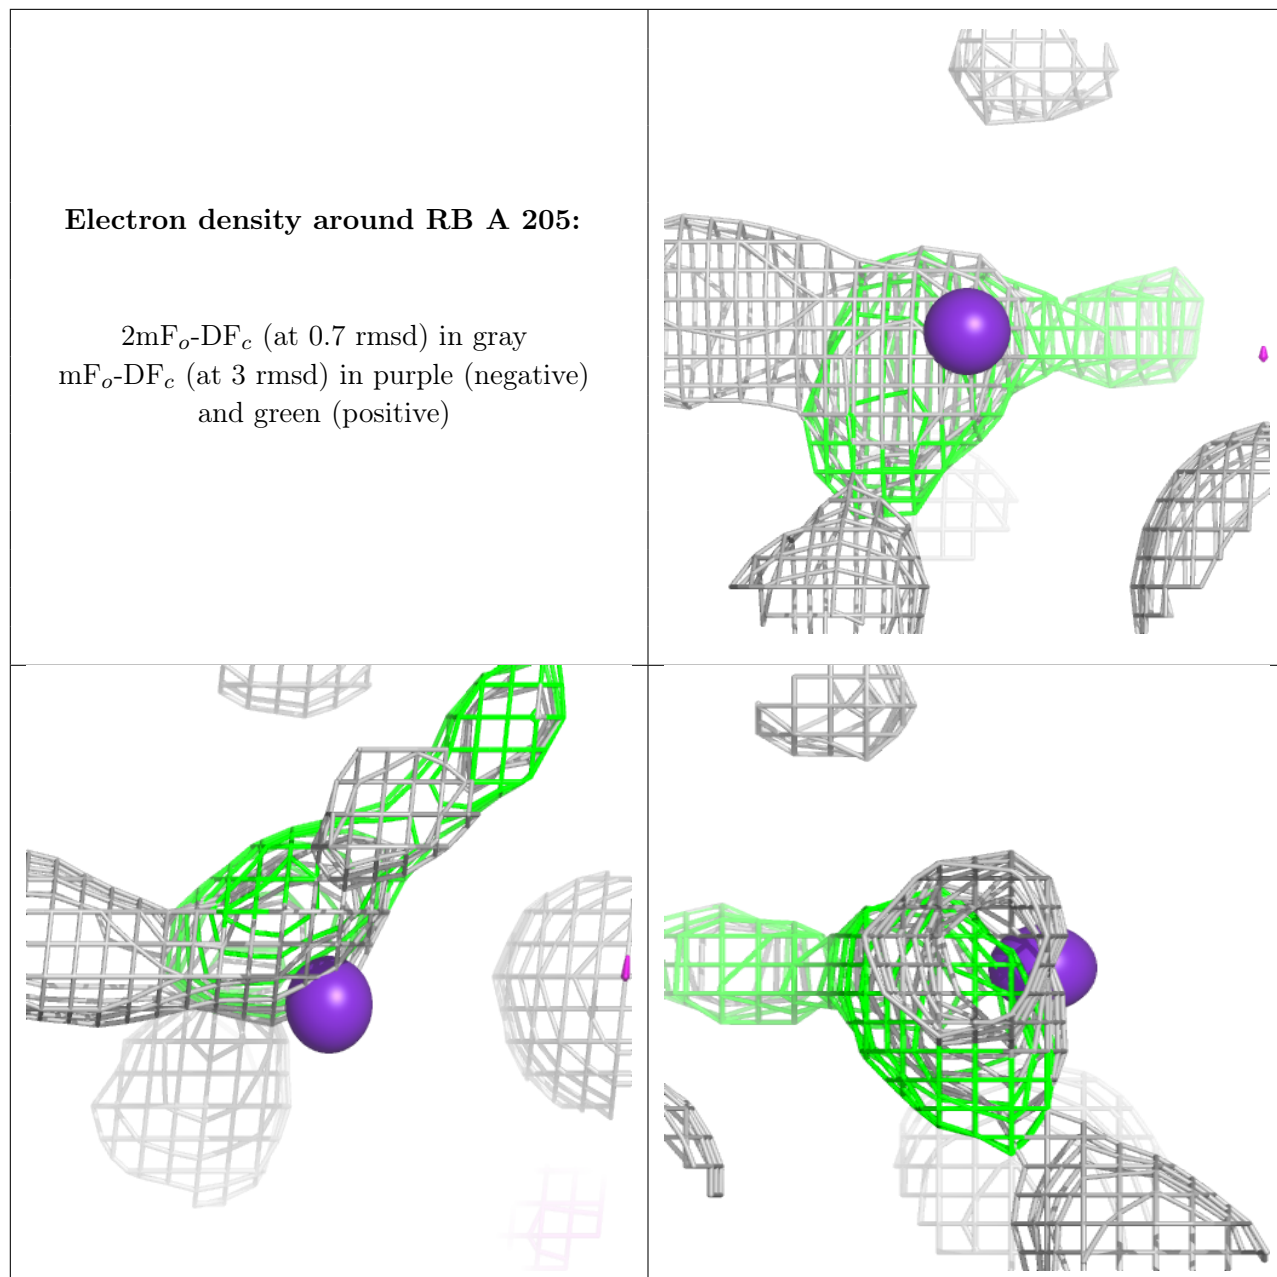 Electron density around RB A 205:
2mFo-DFc (at 0.7 rmsd) in gray
mFo-DFc (at 3 rmsd) in purple (negative)
and green (positive)